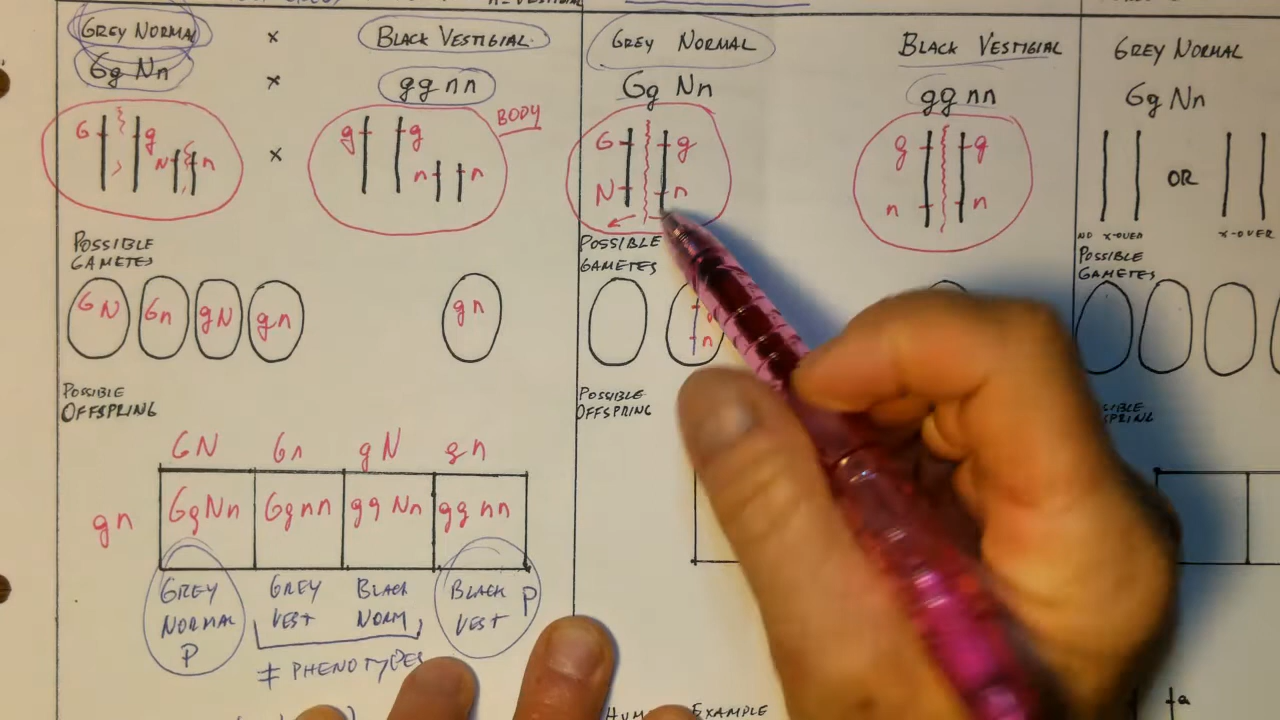 n = VESTIGIAL
GREY NORMAL x BLACK VESTIGIAL
Gg Nn x gg nn
G g N n x g g n n
BODY
POSSIBLE
GAMETES
GN Gn gN gn gn
POSSIBLE
OFFSPRING
GN Gn gN gn
gn GgNn Ggnn ggNn ggnn
GREY
NORMAL
P
GREY
VEST
BLACK
NORM
BLACK
VEST
P
≠ PHENOTYPES
GREY NORMAL BLACK VESTIGIAL
Gg Nn gg nn
G g g g
N n n n
POSSIBLE
GAMETES
n
POSSIBLE
OFFSPRING
EXAMPLE
GREY NORMAL
Gg Nn
OR
NO X-OVER X-OVER
POSSIBLE
GAMETES
a